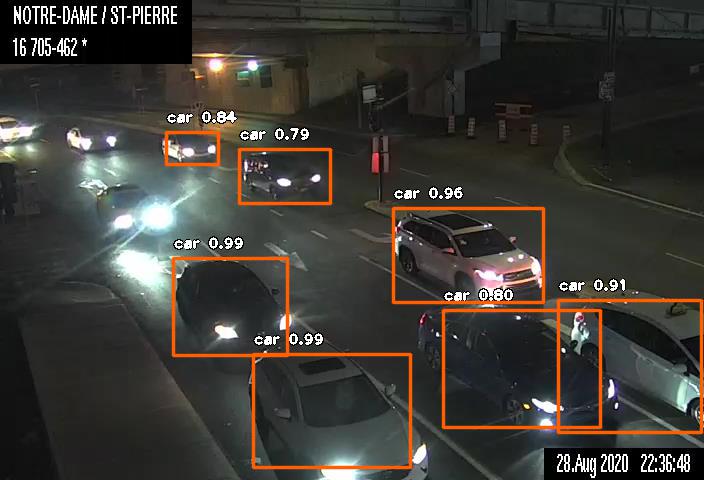 NOTRE-DAME / ST-PIERRE
16 705-462 *
car 0.84
car 0.79
car 0.96
car 0.99
car 0.91
car 0.80
car 0.99
28.Aug 2020 22:36:48